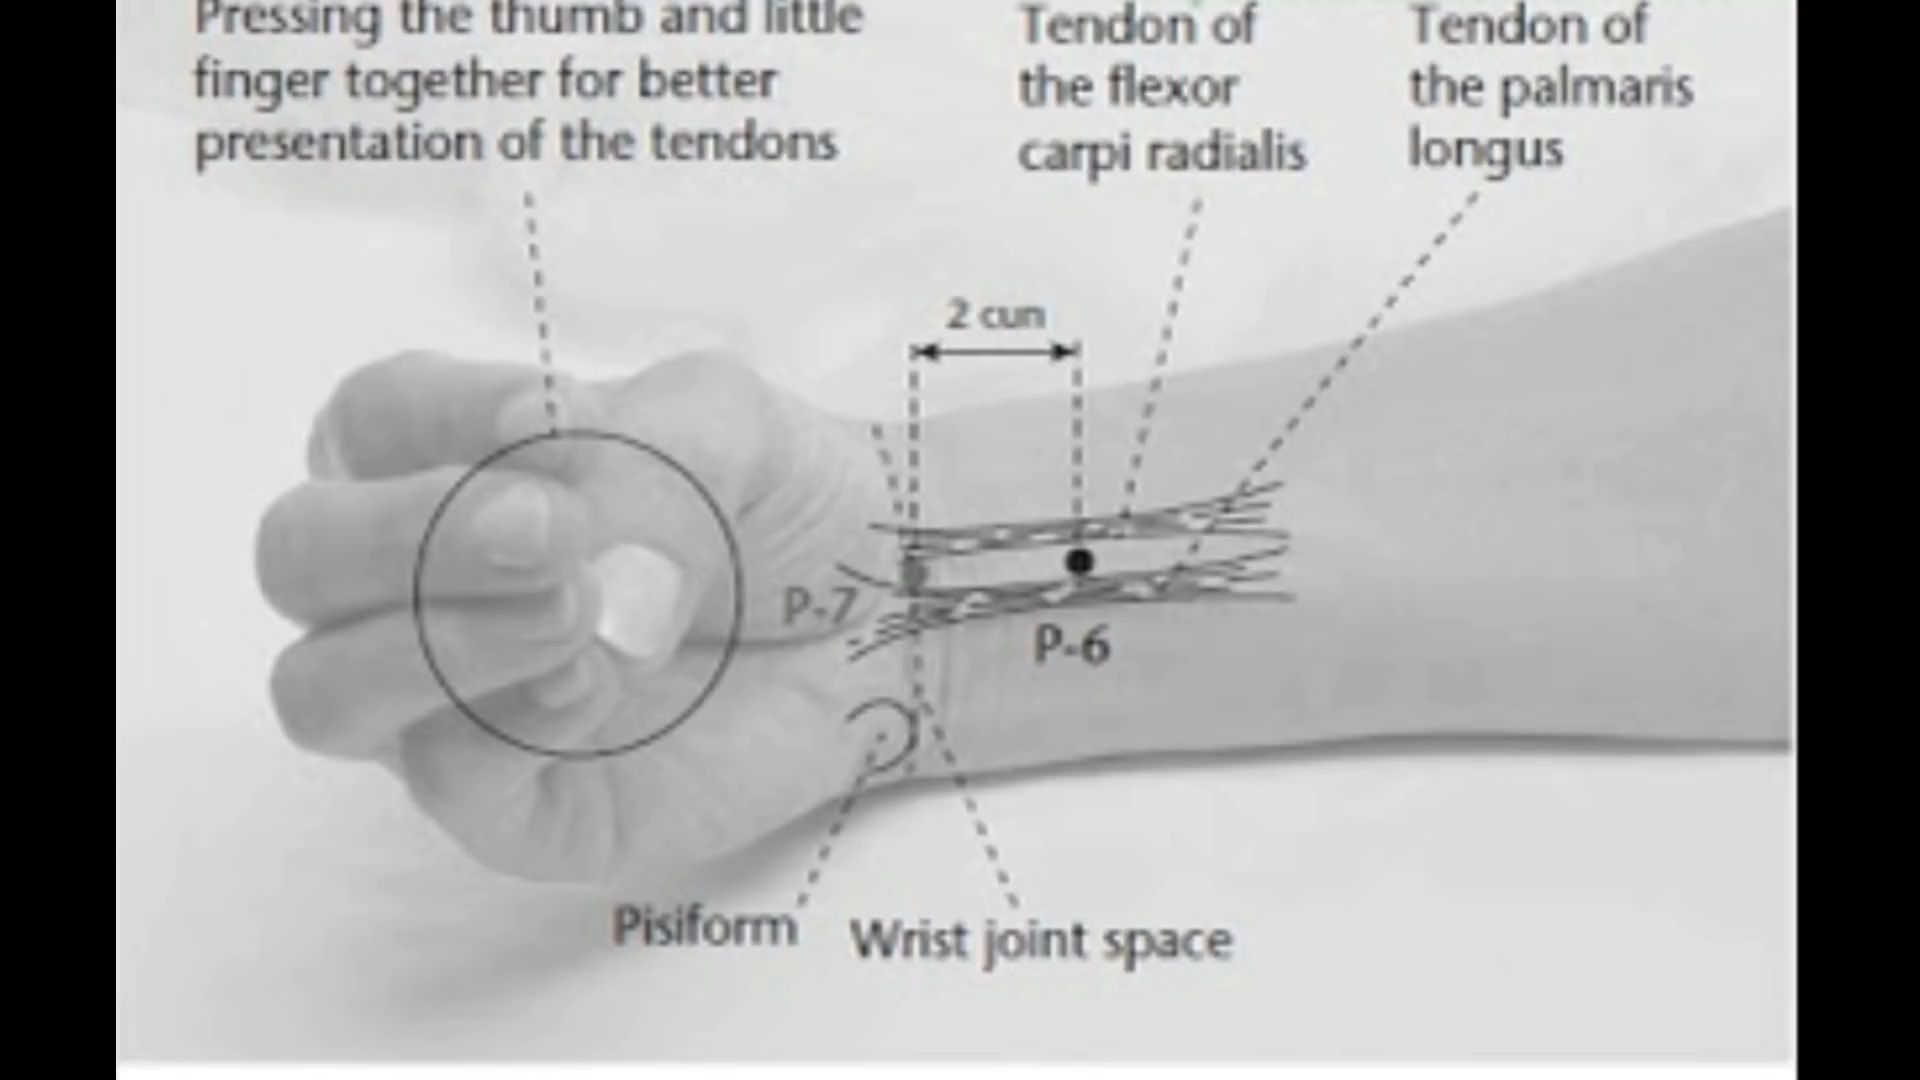 Pressing the thumb and little
finger together for better
presentation of the tendons
Tendon of
the flexor
carpi radialis
Tendon of
the palmaris
longus
2 cun
P-7
P-6
Pisiform
Wrist joint space